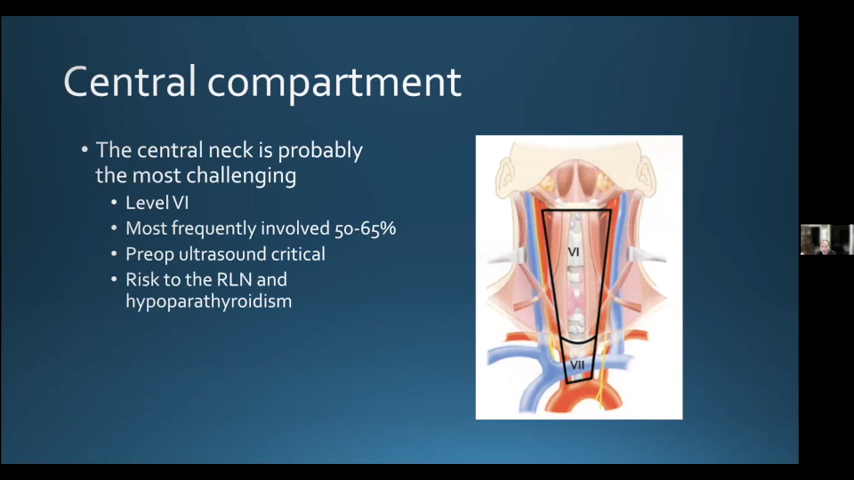 Central compartment
• The central neck is probably
the most challenging
• Level VI
• Most frequently involved 50-65%
• Preop ultrasound critical
• Risk to the RLN and
hypoparathyroidism
VI
VII